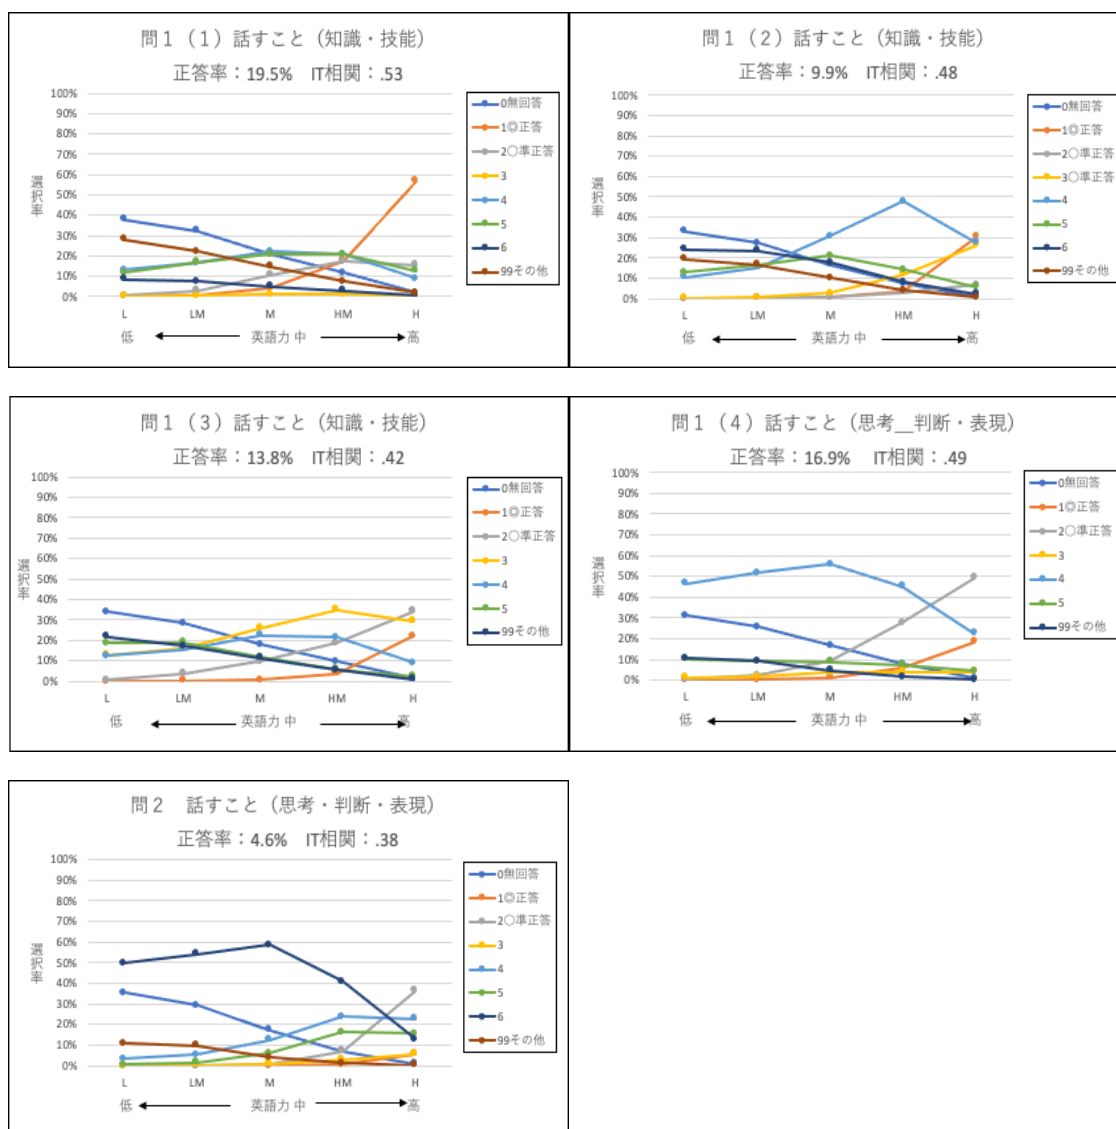 問1（1）話すこと（知識・技能）
正答率：19.5%　IT相関：.53
100%
90%
80%
70%
60%
50%
40%
30%
20%
10%
0%
選択率
L LM M HM H
低 英語力 中 高
0無回答
1◎正答
2〇準正答
3
4
5
6
99その他
問1（2）話すこと（知識・技能）
正答率：9.9%　IT相関：.48
100%
90%
80%
70%
60%
50%
40%
30%
20%
10%
0%
選択率
L LM M HM H
低 英語力 中 高
0無回答
1◎正答
2〇準正答
3〇準正答
4
5
6
99その他
問1（3）話すこと（知識・技能）
正答率：13.8%　IT相関：.42
100%
90%
80%
70%
60%
50%
40%
30%
20%
10%
0%
選択率
L LM M HM H
低 英語力 中 高
0無回答
1◎正答
2〇準正答
3
4
5
99その他
問1（4）話すこと（思考__判断・表現）
正答率：16.9%　IT相関：.49
100%
90%
80%
70%
60%
50%
40%
30%
20%
10%
0%
選択率
L LM M HM H
低 英語力 中 高
0無回答
1◎正答
2〇準正答
3
4
5
99その他
問2　話すこと（思考・判断・表現）
正答率：4.6%　IT相関：.38
100%
90%
80%
70%
60%
50%
40%
30%
20%
10%
0%
選択率
L LM M HM H
低 英語力 中 高
0無回答
1◎正答
2〇準正答
3
4
5
6
99その他